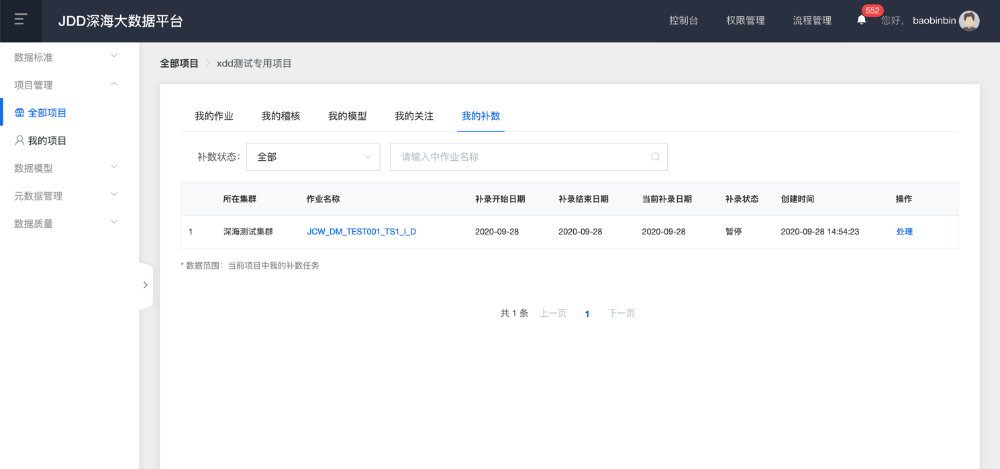 JDD深海大数据平台
控制台 权限管理 流程管理 552 您好, baobinbin
数据标准
项目管理
全部项目
我的项目
数据模型
元数据管理
数据质量
全部项目 xdd测试专用项目
我的作业 我的稽核 我的模型 我的关注 我的补数
补数状态: 全部 请输入中作业名称
所在集群 作业名称 补录开始日期 补录结束日期 当前补录日期 补录状态 创建时间 操作
1 深海测试集群 JCW_DM_TEST001_TS1_I_D 2020-09-28 2020-09-28 2020-09-28 暂停 2020-09-28 14:54:23 处理
* 数据范围：当前项目中我的补数任务
共 1 条 上一页 1 下一页